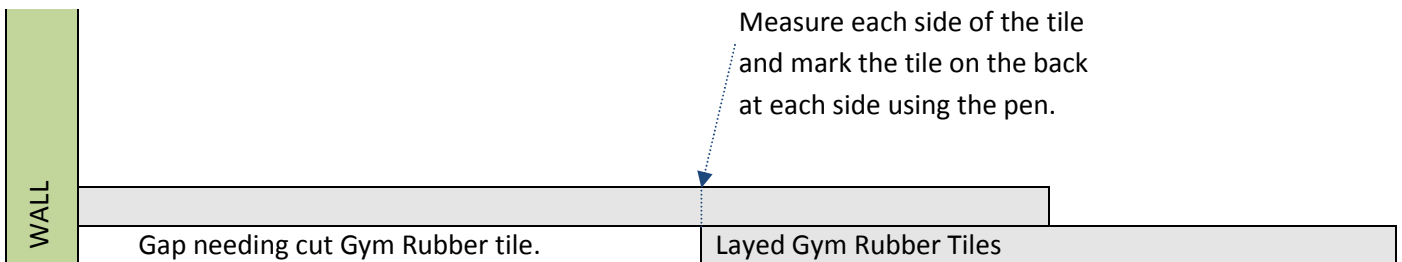 Measure each side of the tile
and mark the tile on the back
at each side using the pen.
WALL
Gap needing cut Gym Rubber tile.
Layed Gym Rubber Tiles